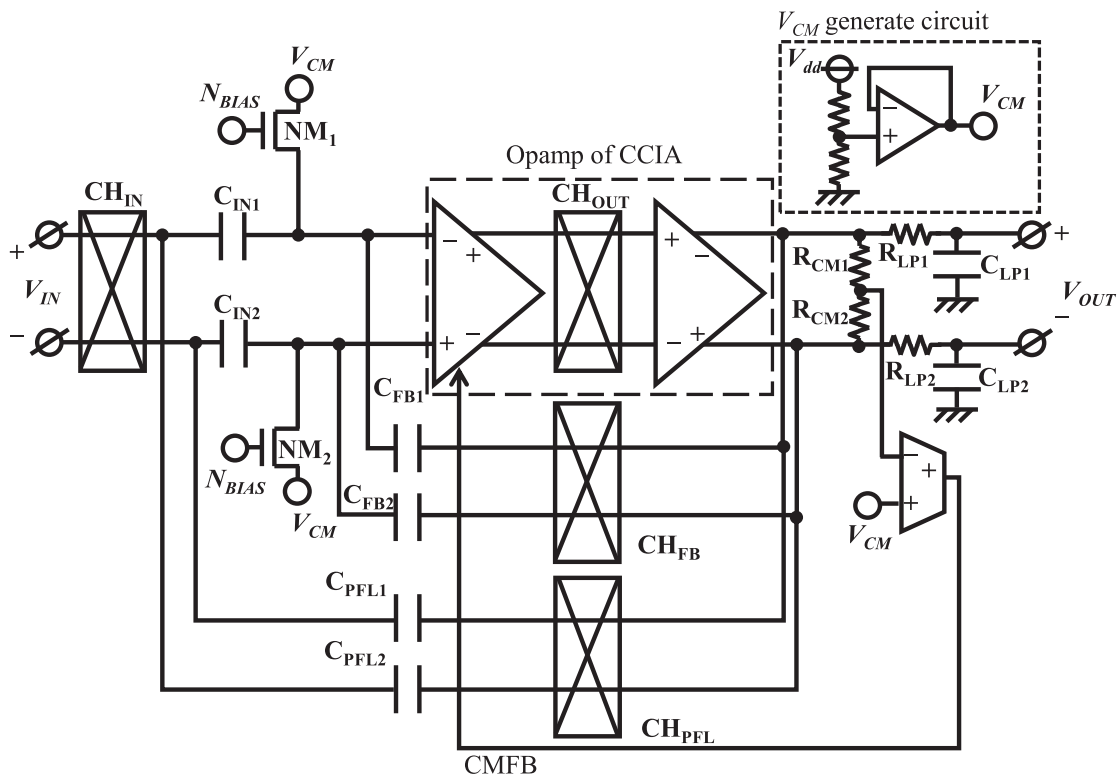 V_CM generate circuit
V_dd
−
+
V_CM
V_CM
N_BIAS
NM_1
Opamp of CCIA
CH_IN
C_IN1
CH_OUT
+
V_IN
−
C_IN2
−
+
+
−
+
−
−
+
R_CM1
R_CM2
R_LP1
C_LP1
+
V_OUT
−
R_LP2
C_LP2
C_FB1
NM_2
N_BIAS
V_CM
C_FB2
CH_FB
−
+
+
V_CM
C_PFL1
C_PFL2
CH_PFL
CMFB